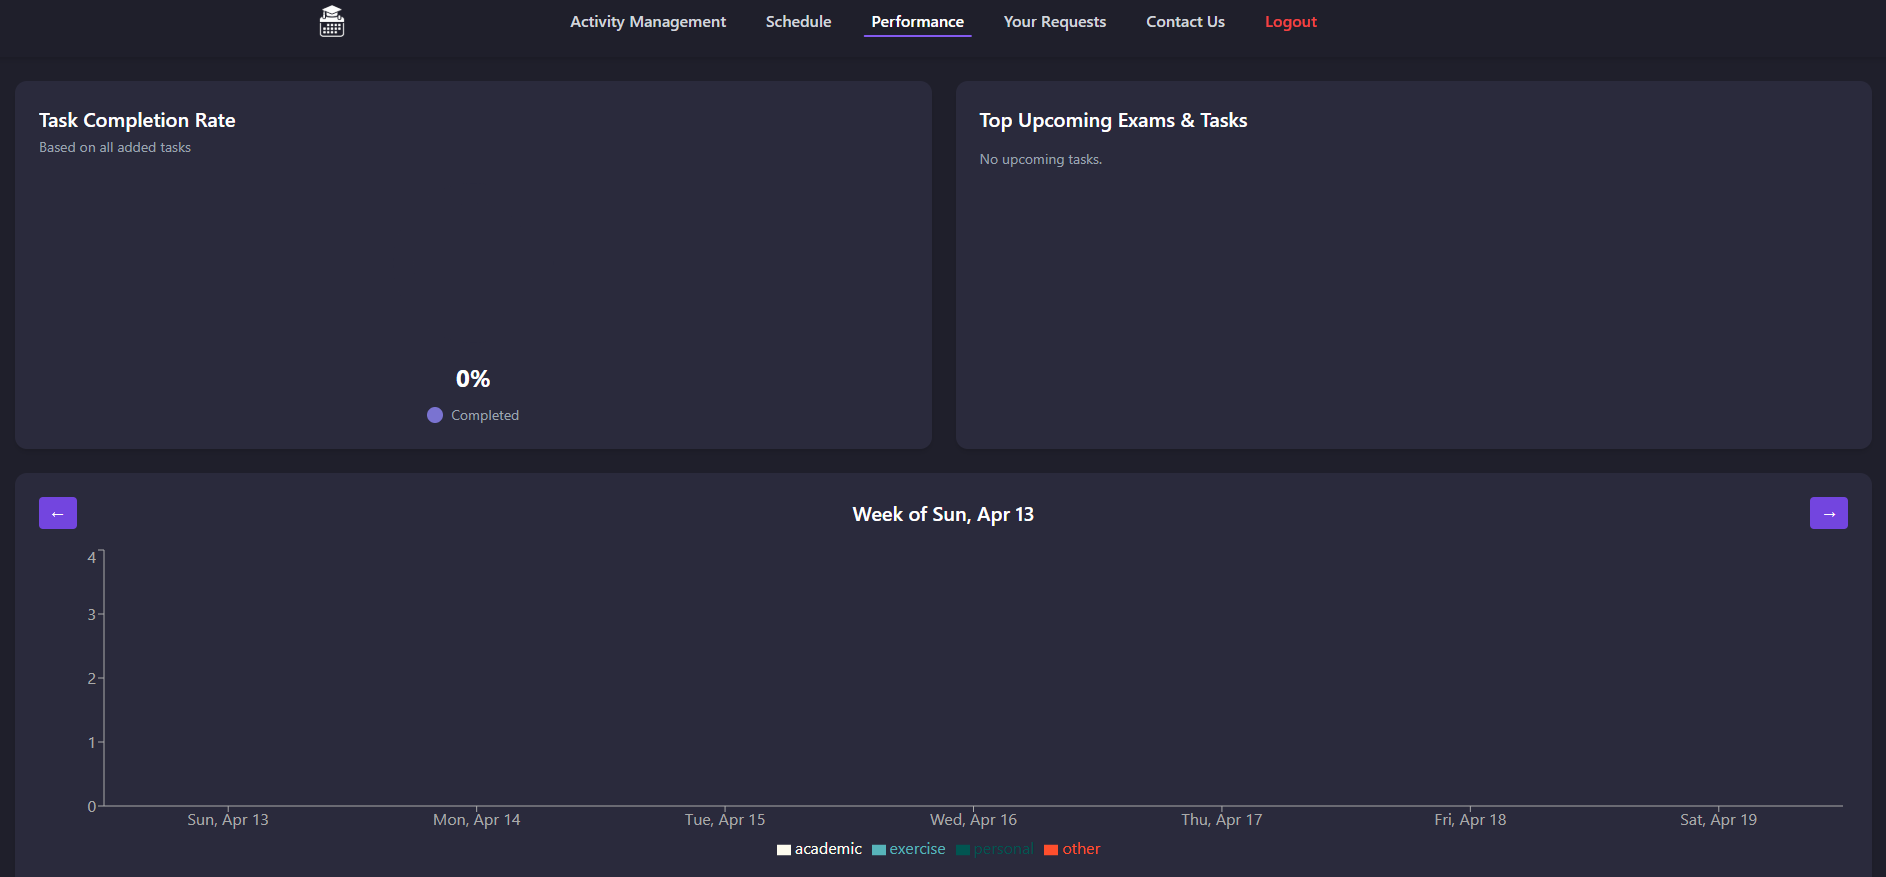 Activity Management Schedule Performance Your Requests Contact Us Logout
Task Completion Rate
Based on all added tasks
0%
Completed
Top Upcoming Exams & Tasks
No upcoming tasks.
← Week of Sun, Apr 13 →
4
3
2
1
0
Sun, Apr 13 Mon, Apr 14 Tue, Apr 15 Wed, Apr 16 Thu, Apr 17 Fri, Apr 18 Sat, Apr 19
academic exercise personal other